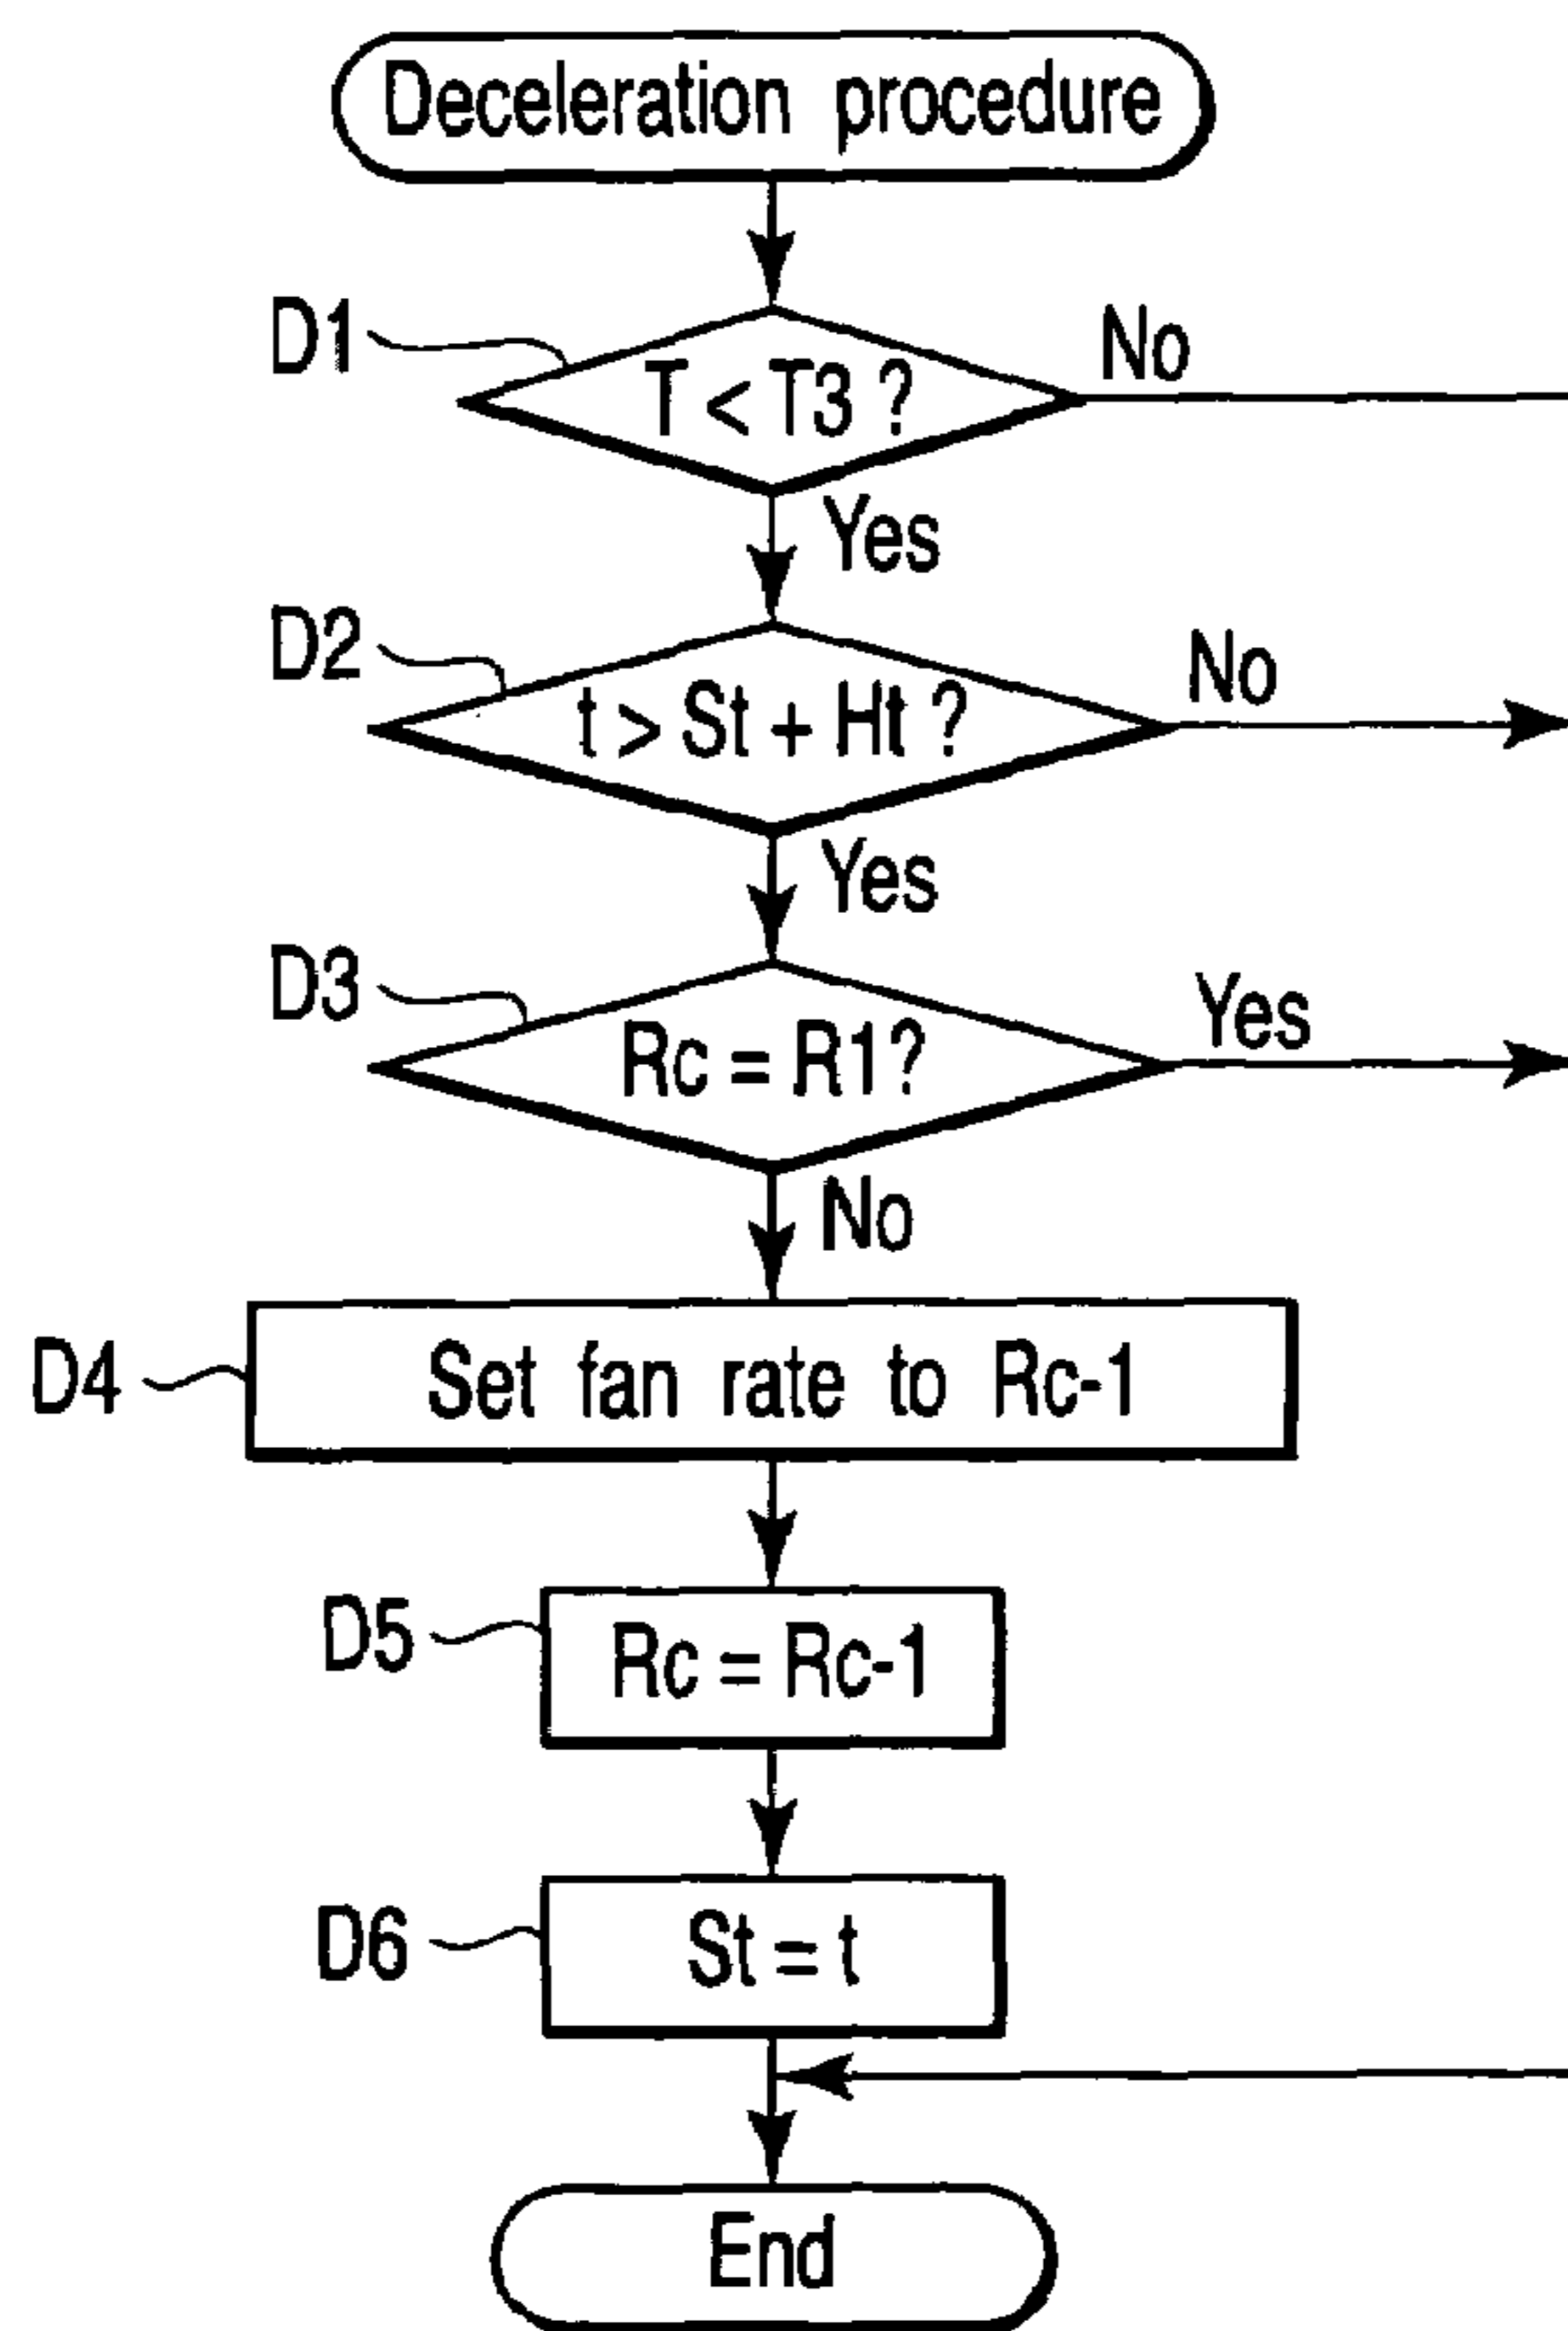 Deceleration procedure
D1
T < T3 ?
No
Yes
D2
t > St + Ht ?
No
Yes
D3
Rc = R1?
Yes
No
D4
Set fan rate to Rc-1
D5
Rc = Rc-1
D6
St = t
End